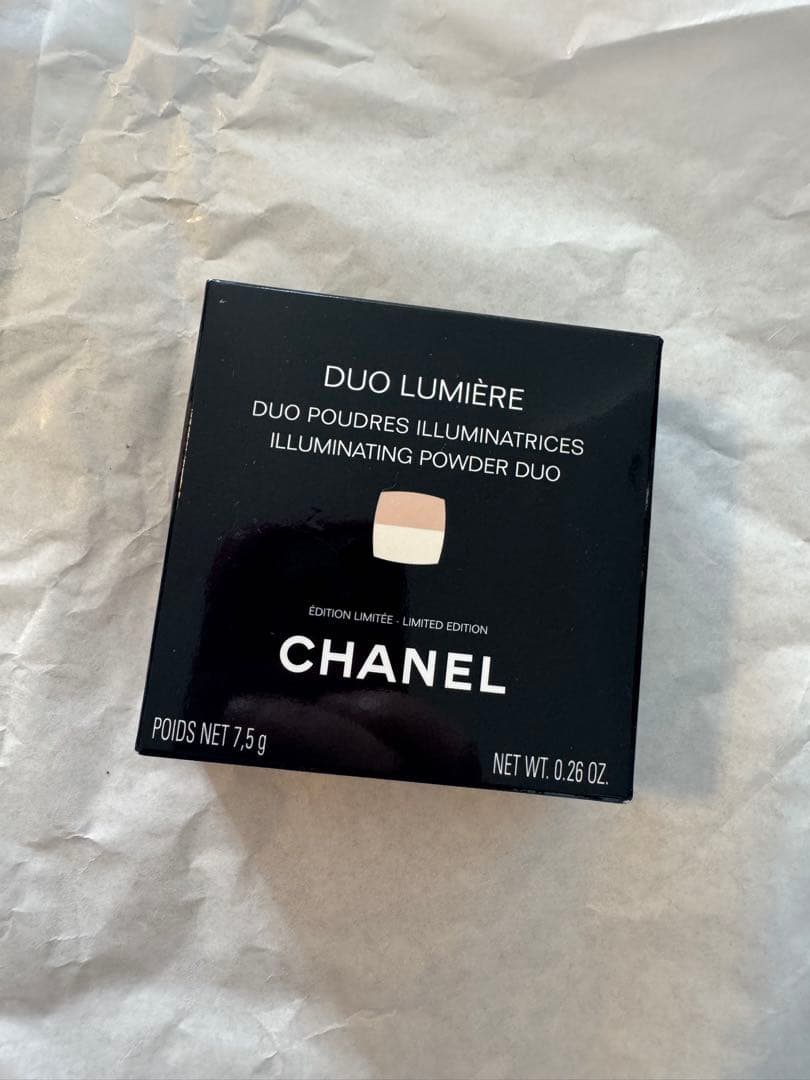 DUO LUMIÈRE
DUO POUDRES ILLUMINATRICES
ILLUMINATING POWDER DUO
ÉDITION LIMITÉE - LIMITED EDITION
CHANEL
POIDS NET 7,5 g
NET WT. 0.26 OZ.